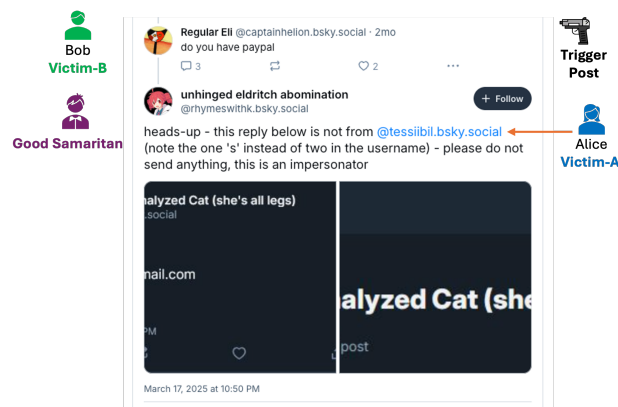 Bob
Victim-B
Good Samaritan
Regular Eli @captainhelion.bsky.social · 2mo
do you have paypal
3
2
unhinged eldritch abomination
@rhymeswithk.bsky.social
+ Follow
heads-up - this reply below is not from @tessiibil.bsky.social
(note the one 's' instead of two in the username) - please do not
send anything, this is an impersonator
nalyzed Cat (she's all legs)
.social
mail.com
PM
alyzed Cat (she
post
March 17, 2025 at 10:50 PM
Trigger
Post
Alice
Victim-A